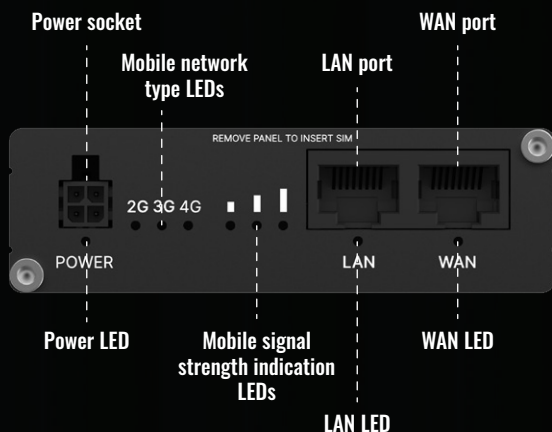 Power socket
WAN port
Mobile network
type LEDs
LAN port
REMOVE PANEL TO INSERT SIM
2G 3G 4G
POWER
LAN
WAN
Power LED
Mobile signal
strength indication
LEDs
WAN LED
LAN LED